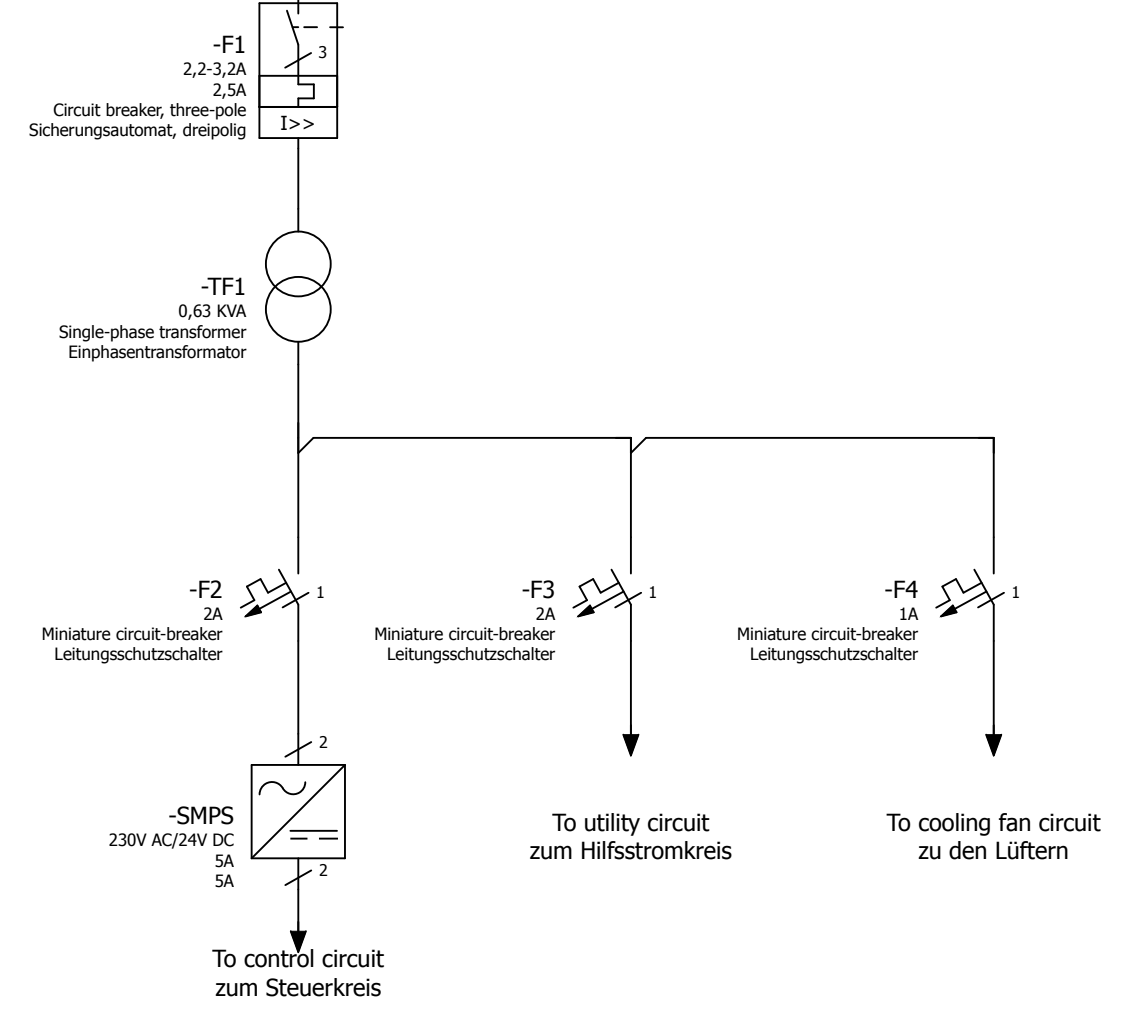 -F1
2,2-3,2A
2,5A
Circuit breaker, three-pole
Sicherungsautomat, dreipolig
3
I>>
-TF1
0,63 KVA
Single-phase transformer
Einphasentransformator
-F2
2A
Miniature circuit-breaker
Leitungsschutzschalter
1
-F3
2A
Miniature circuit-breaker
Leitungsschutzschalter
1
-F4
1A
Miniature circuit-breaker
Leitungsschutzschalter
1
2
-SMPS
230V AC/24V DC
5A
5A
2
To control circuit
zum Steuerkreis
To utility circuit
zum Hilfsstromkreis
To cooling fan circuit
zu den Lüftern